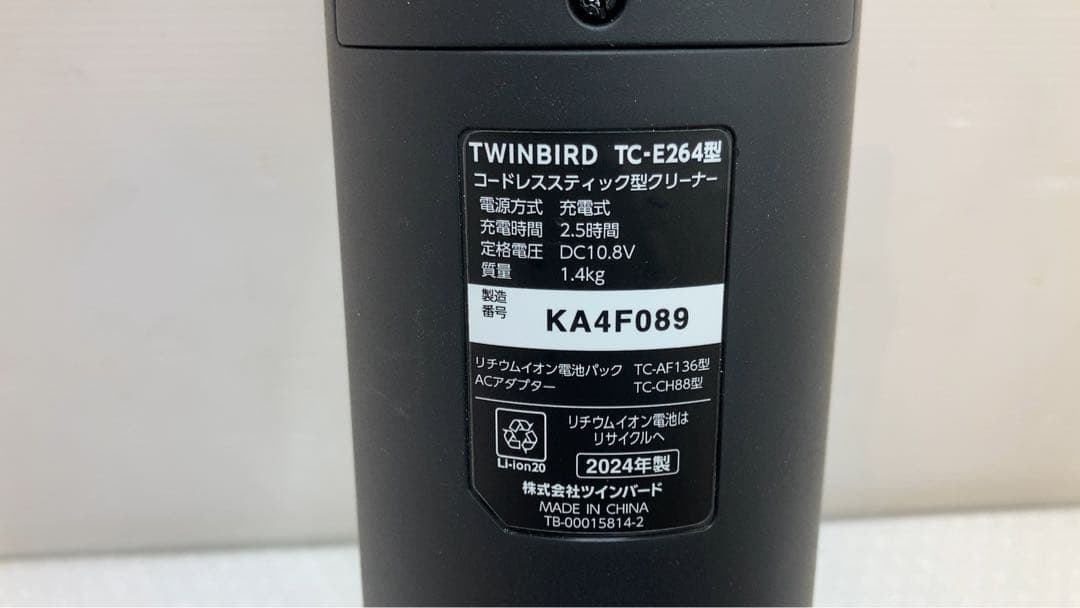 TWINBIRD TC-E264型
コードレススティック型クリーナー
電源方式 充電式
充電時間 2.5時間
定格電圧 DC10.8V
質量 1.4kg
製造
番号 KA4F089
リチウムイオン電池パック TC-AF136型
ACアダプター TC-CH88型
リチウムイオン電池は
リサイクルへ
Li-ion20 2024年製
株式会社ツインバード
MADE IN CHINA
TB-00015814-2